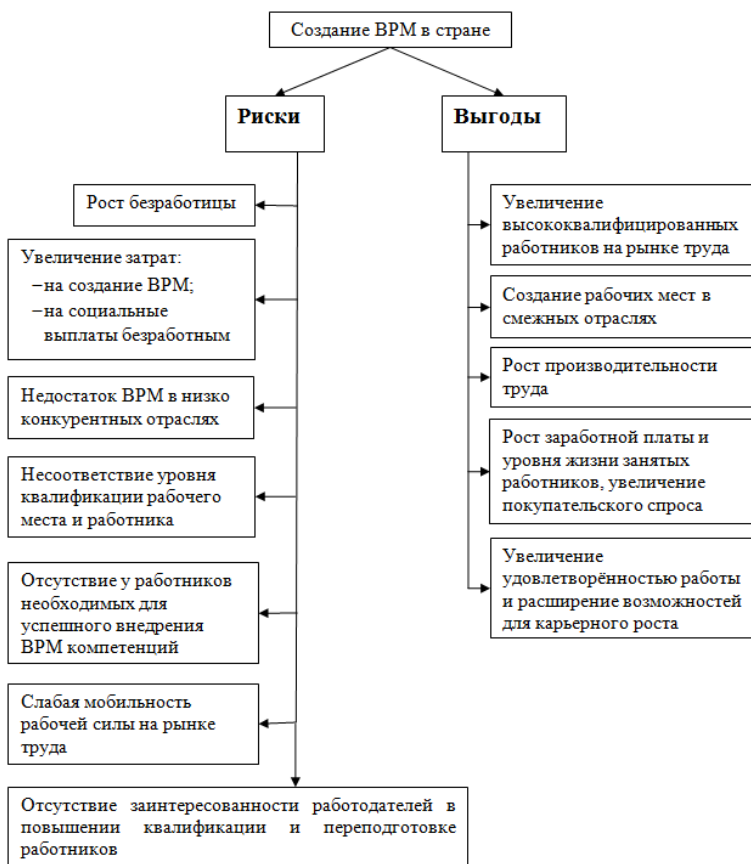 Создание ВРМ в стране
Риски
Выгоды
Рост безработицы
Увеличение затрат:
–на создание ВРМ;
–на социальные
выплаты безработным
Недостаток ВРМ в низко
конкурентных отраслях
Несоответствие уровня
квалификации рабочего
места и работника
Отсутствие у работников
необходимых для
успешного внедрения
ВРМ компетенций
Слабая мобильность
рабочей силы на рынке
труда
Отсутствие заинтересованности работодателей в
повышении квалификации и переподготовке
работников
Увеличение
высококвалифицированных
работников на рынке труда
Создание рабочих мест в
смежных отраслях
Рост производительности
труда
Рост заработной платы и
уровня жизни занятых
работников, увеличение
покупательского спроса
Увеличение
удовлетворённостью работы
и расширение возможностей
для карьерного роста